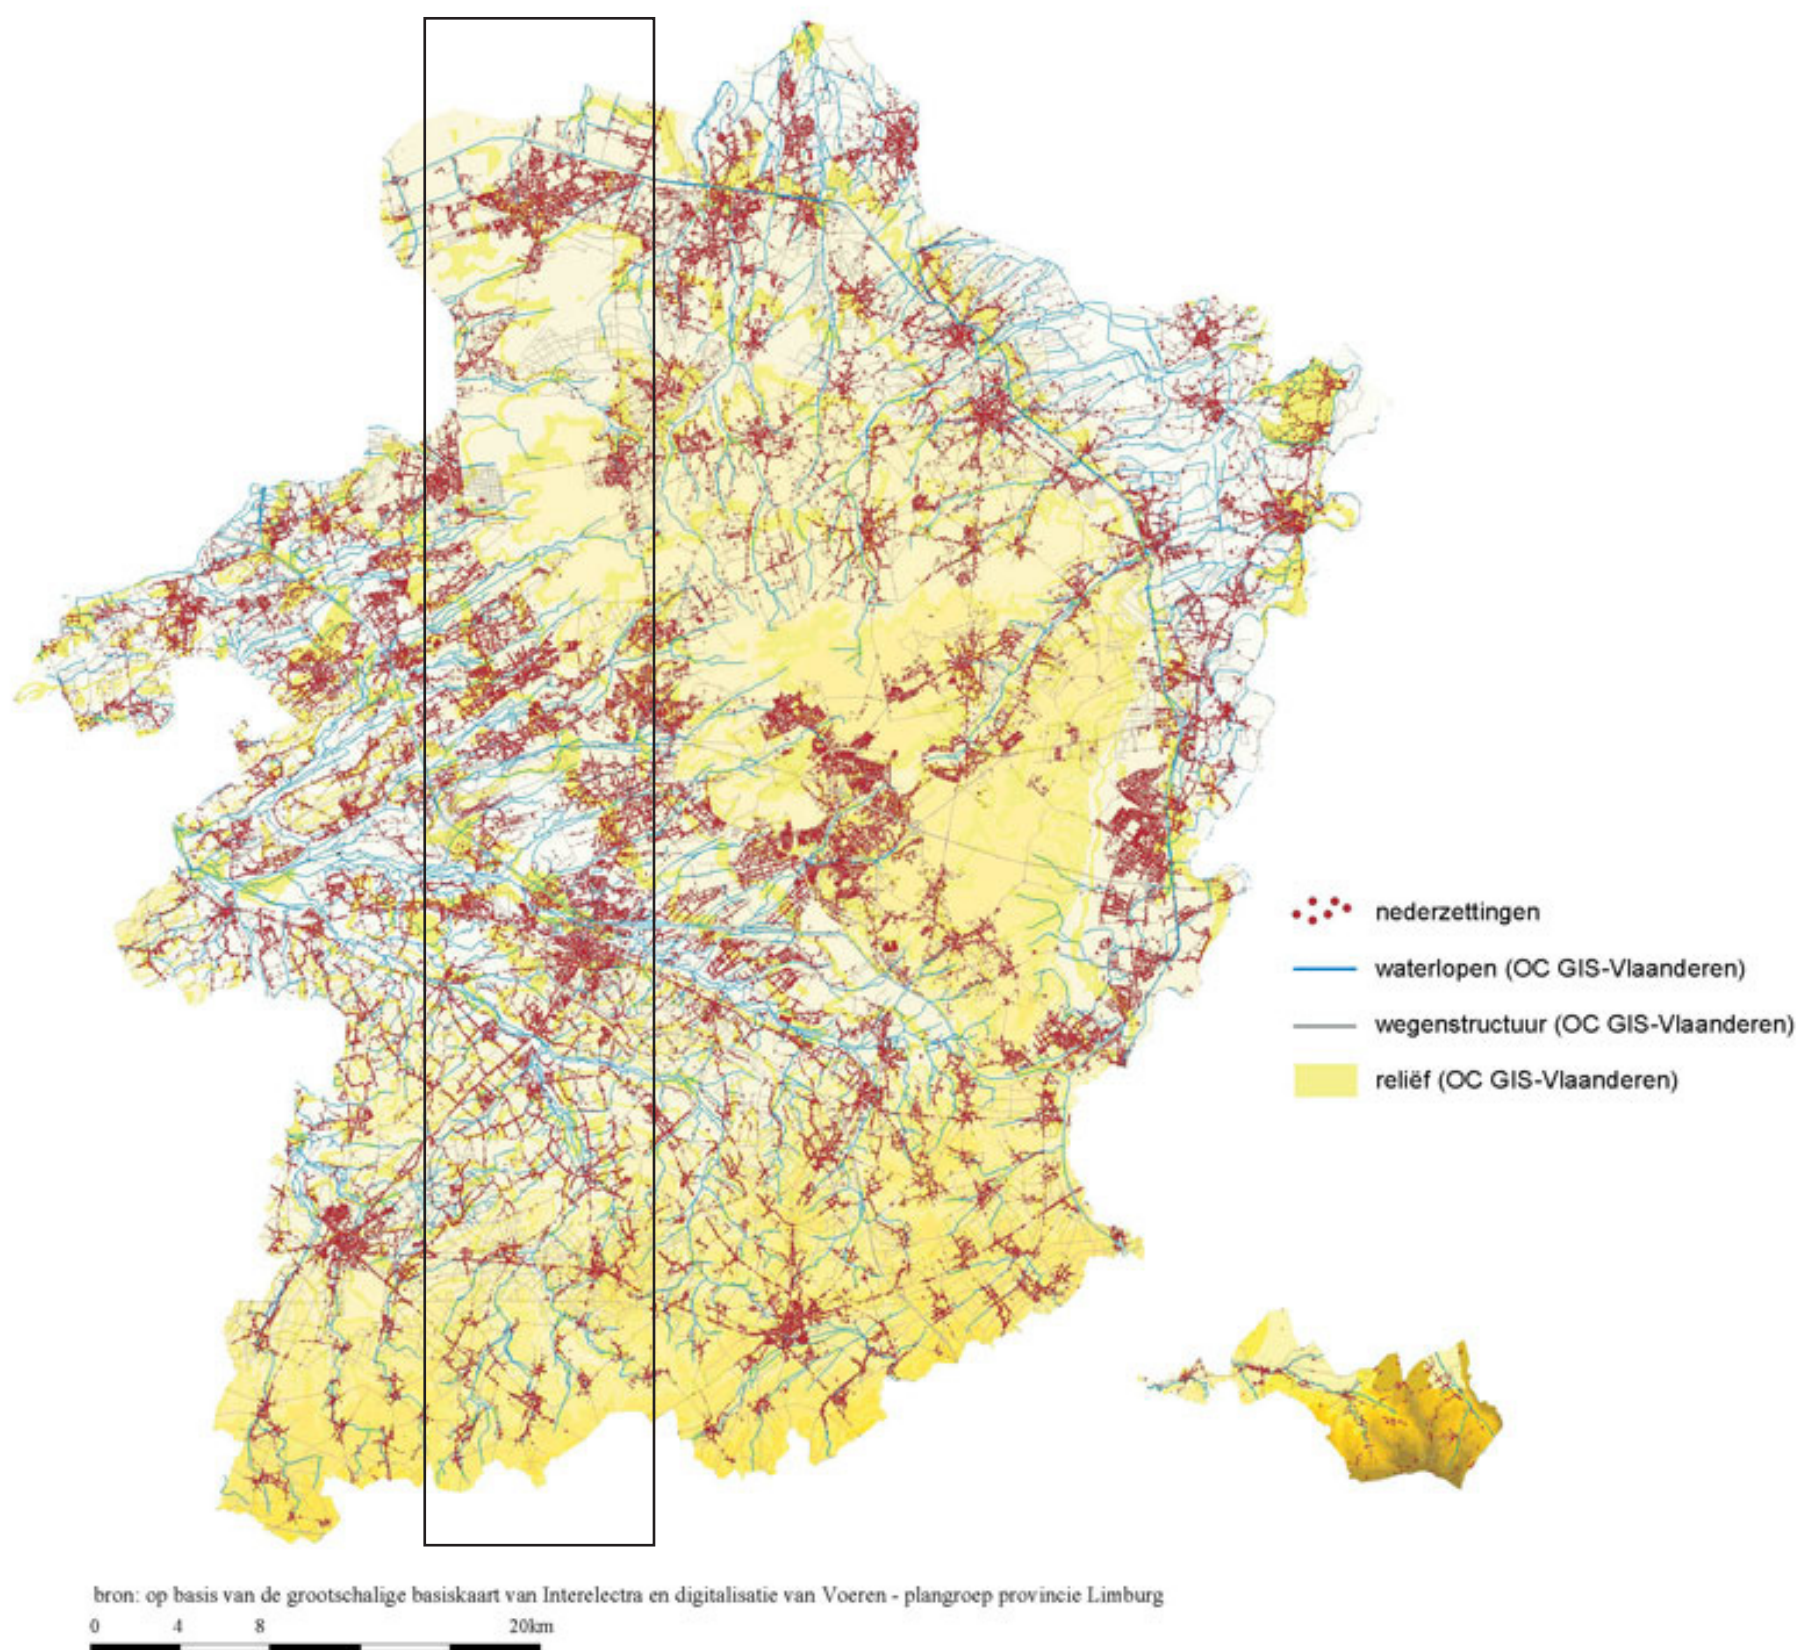 nederzettingen
waterlopen (OC GIS-Vlaanderen)
wegenstructuur (OC GIS-Vlaanderen)
reliëf (OC GIS-Vlaanderen)
bron: op basis van de grootschalige basiskaart van Interelectra en digitalisatie van Voeren - plangroep provincie Limburg
0 4 8 20km